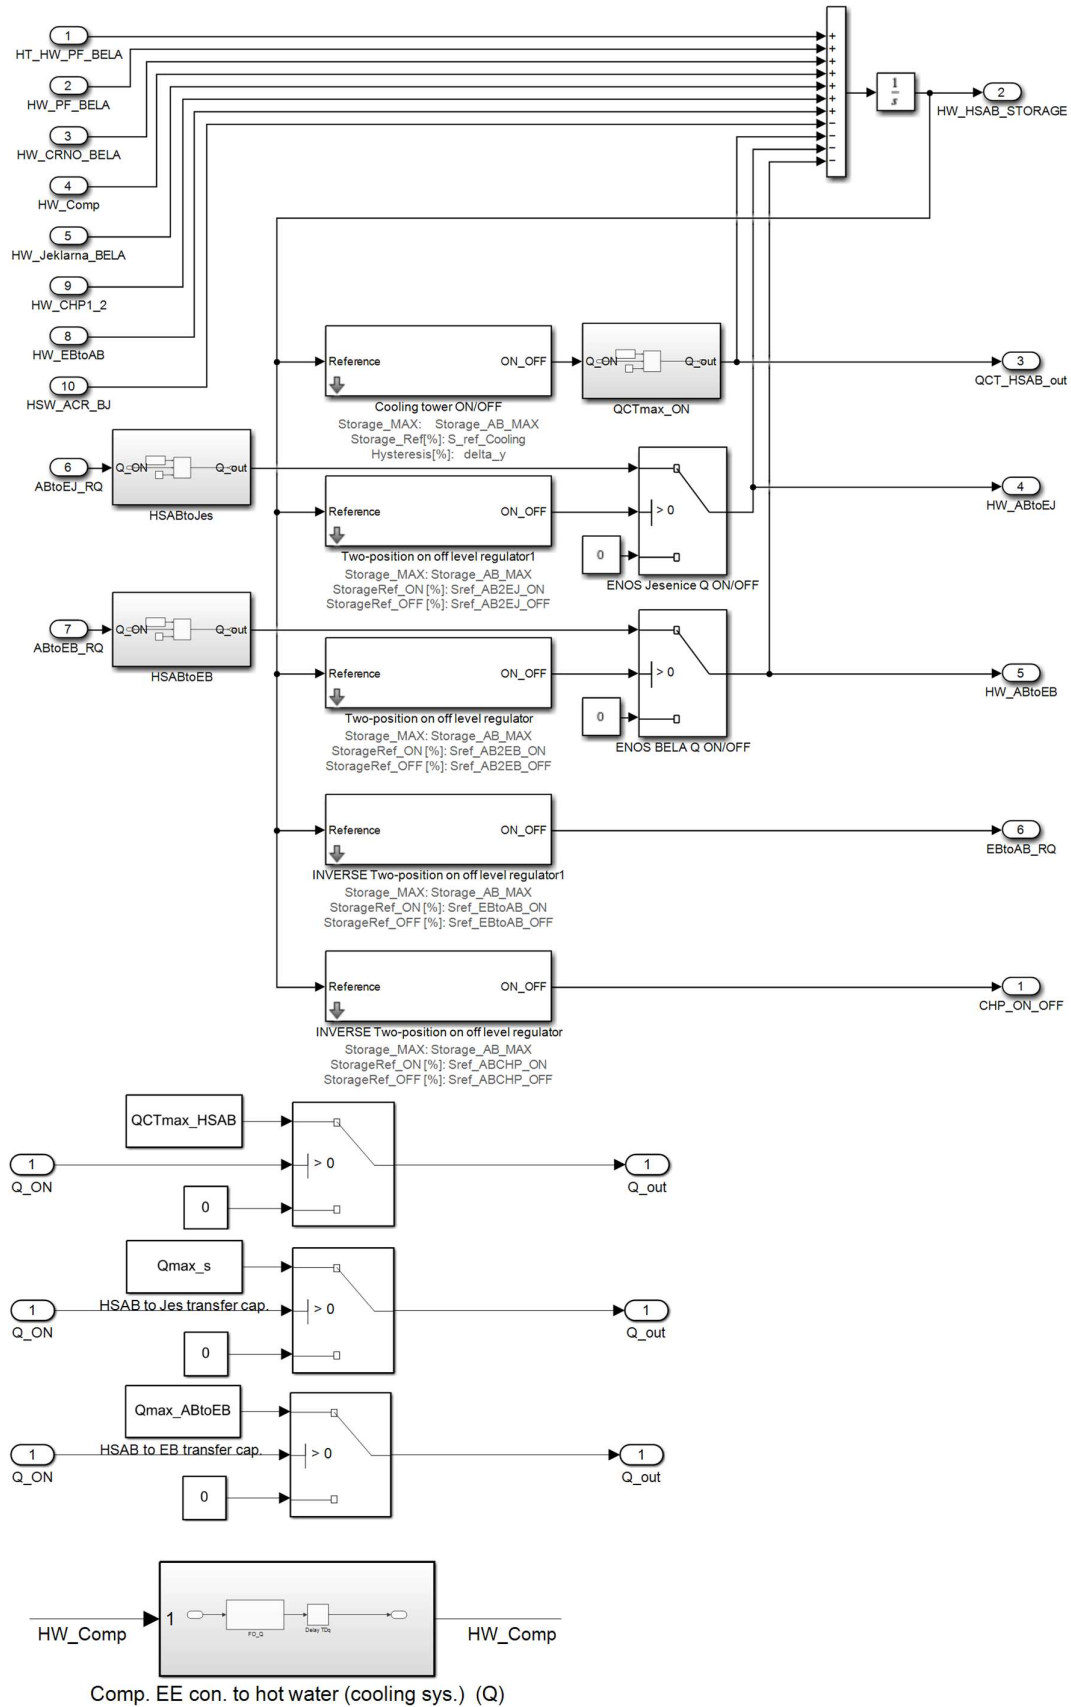 1
HT_HW_PF_BELA
2
HW_PF_BELA
3
HW_CRNO_BELA
4
HW_Comp
5
HW_Jeklarna_BELA
9
HW_CHP1_2
8
HW_EBtoAB
10
HSW_ACR_BJ
+
+
+
+
+
+
+
−
−
−
−
1
s
2
HW_HSAB_STORAGE
Reference
ON_OFF
Cooling tower ON/OFF
Storage_MAX: Storage_AB_MAX
Storage_Ref[%]: S_ref_Cooling
Hysteresis[%]: delta_y
Q_ON
Q_out
QCTmax_ON
3
QCT_HSAB_out
6
ABtoEJ_RQ
Q_ON
Q_out
HSABtoJes
Reference
ON_OFF
Two-position on off level regulator1
Storage_MAX: Storage_AB_MAX
StorageRef_ON [%]: Sref_AB2EJ_ON
StorageRef_OFF [%]: Sref_AB2EJ_OFF
> 0
0
ENOS Jesenice Q ON/OFF
4
HW_ABtoEJ
7
ABtoEB_RQ
Q_ON
Q_out
HSABtoEB
Reference
ON_OFF
Two-position on off level regulator
Storage_MAX: Storage_AB_MAX
StorageRef_ON [%]: Sref_AB2EB_ON
StorageRef_OFF [%]: Sref_AB2EB_OFF
> 0
0
ENOS BELA Q ON/OFF
5
HW_ABtoEB
Reference
ON_OFF
INVERSE Two-position on off level regulator1
Storage_MAX: Storage_AB_MAX
StorageRef_ON [%]: Sref_EBtoAB_ON
StorageRef_OFF [%]: Sref_EBtoAB_OFF
6
EBtoAB_RQ
Reference
ON_OFF
INVERSE Two-position on off level regulator
Storage_MAX: Storage_AB_MAX
StorageRef_ON [%]: Sref_ABCHP_ON
StorageRef_OFF [%]: Sref_ABCHP_OFF
1
CHP_ON_OFF
QCTmax_HSAB
1
Q_ON
> 0
0
1
Q_out
Qmax_s
HSAB to Jes transfer cap.
1
Q_ON
> 0
0
1
Q_out
Qmax_ABtoEB
HSAB to EB transfer cap.
1
Q_ON
> 0
0
1
Q_out
HW_Comp
1
FO_Q
Delay TDq
HW_Comp
Comp. EE con. to hot water (cooling sys.) (Q)